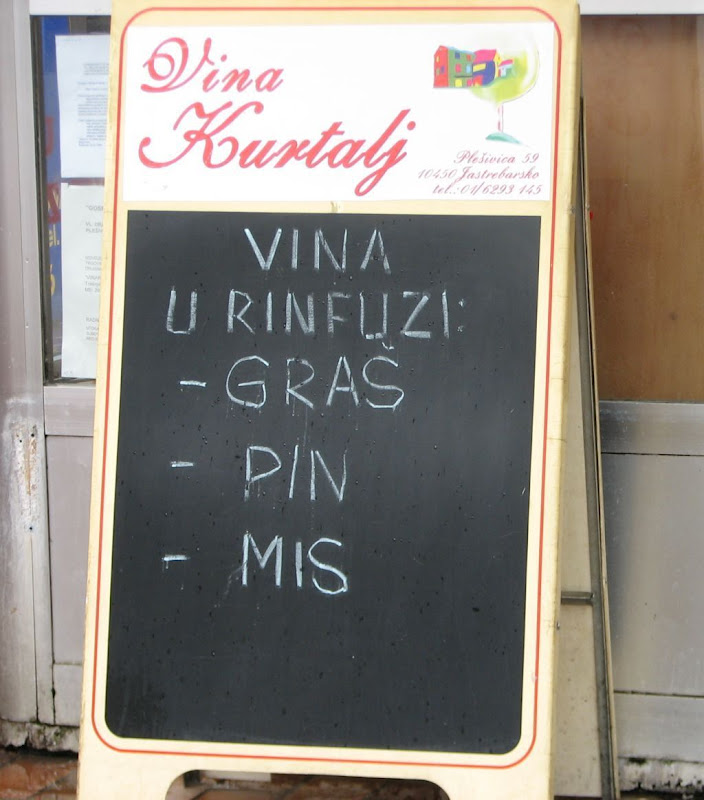 Vina
Kurtalj
Plešivica 59
10450 Jastrebarsko
tel.:01/6293 145
VINA
U RINFUZI:
- GRAŠ
- PIN
- MIS